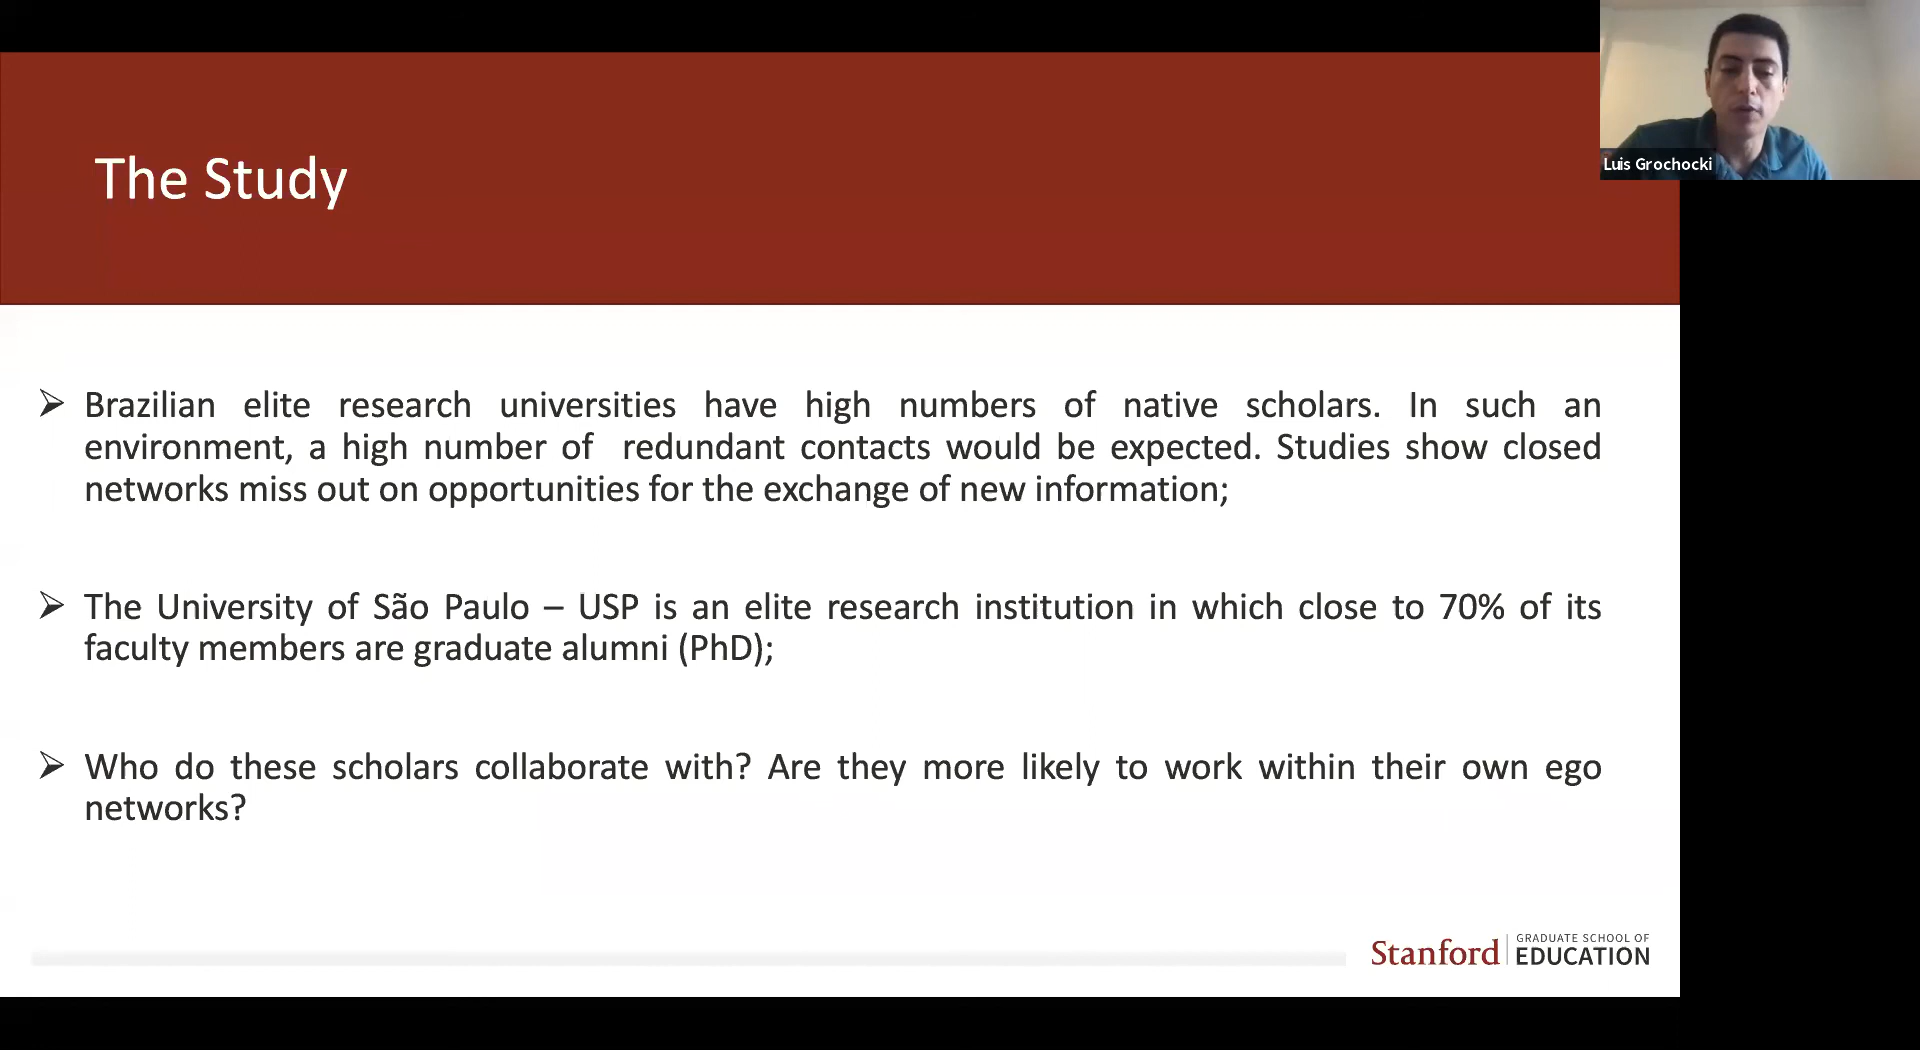 The Study
Luis Grochocki
Brazilian elite research universities have high numbers of native scholars. In such an
environment, a high number of  redundant contacts would be expected. Studies show closed
networks miss out on opportunities for the exchange of new information;
The University of São Paulo – USP is an elite research institution in which close to 70% of its
faculty members are graduate alumni (PhD);
Who do these scholars collaborate with? Are they more likely to work within their own ego
networks?
Stanford
GRADUATE SCHOOL OF
EDUCATION